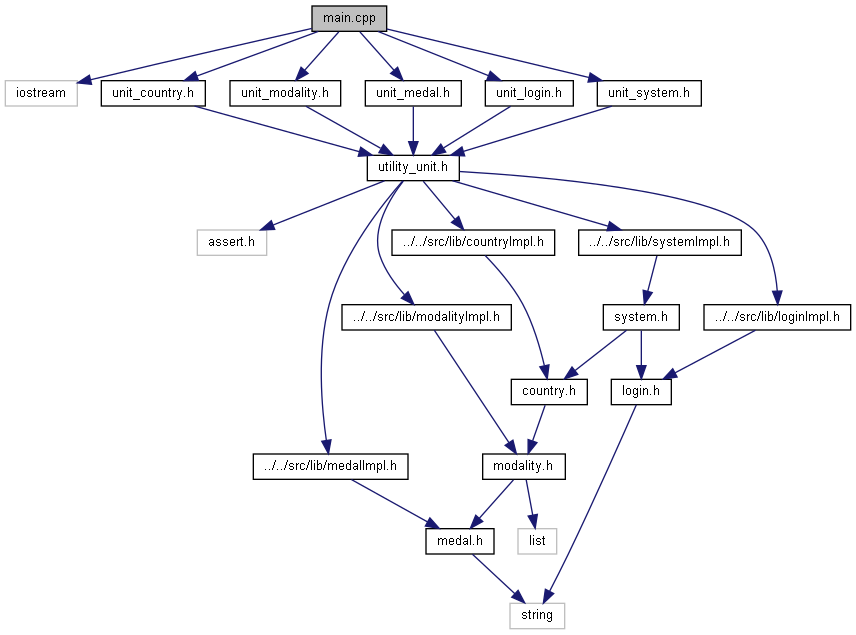 main.cpp
iostream
unit_country.h
unit_modality.h
unit_medal.h
unit_login.h
unit_system.h
utility_unit.h
assert.h
../../src/lib/countryImpl.h
../../src/lib/systemImpl.h
../../src/lib/modalityImpl.h
system.h
../../src/lib/loginImpl.h
country.h
login.h
../../src/lib/medalImpl.h
modality.h
medal.h
list
string